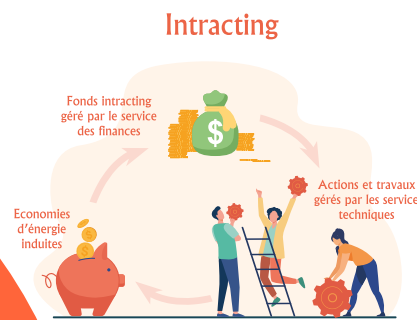 Intracting
Fonds intracting
géré par le service
des finances
$
Actions et travaux
gérés par les service
techniques
Economies
d'énergie
induites